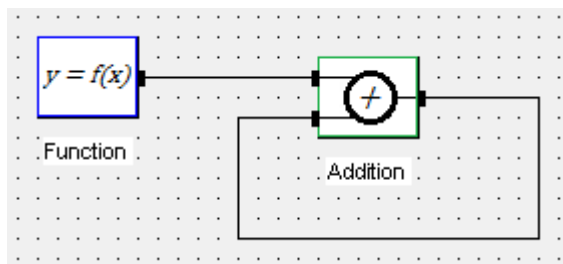 y = f(x)
+
Function
Addition